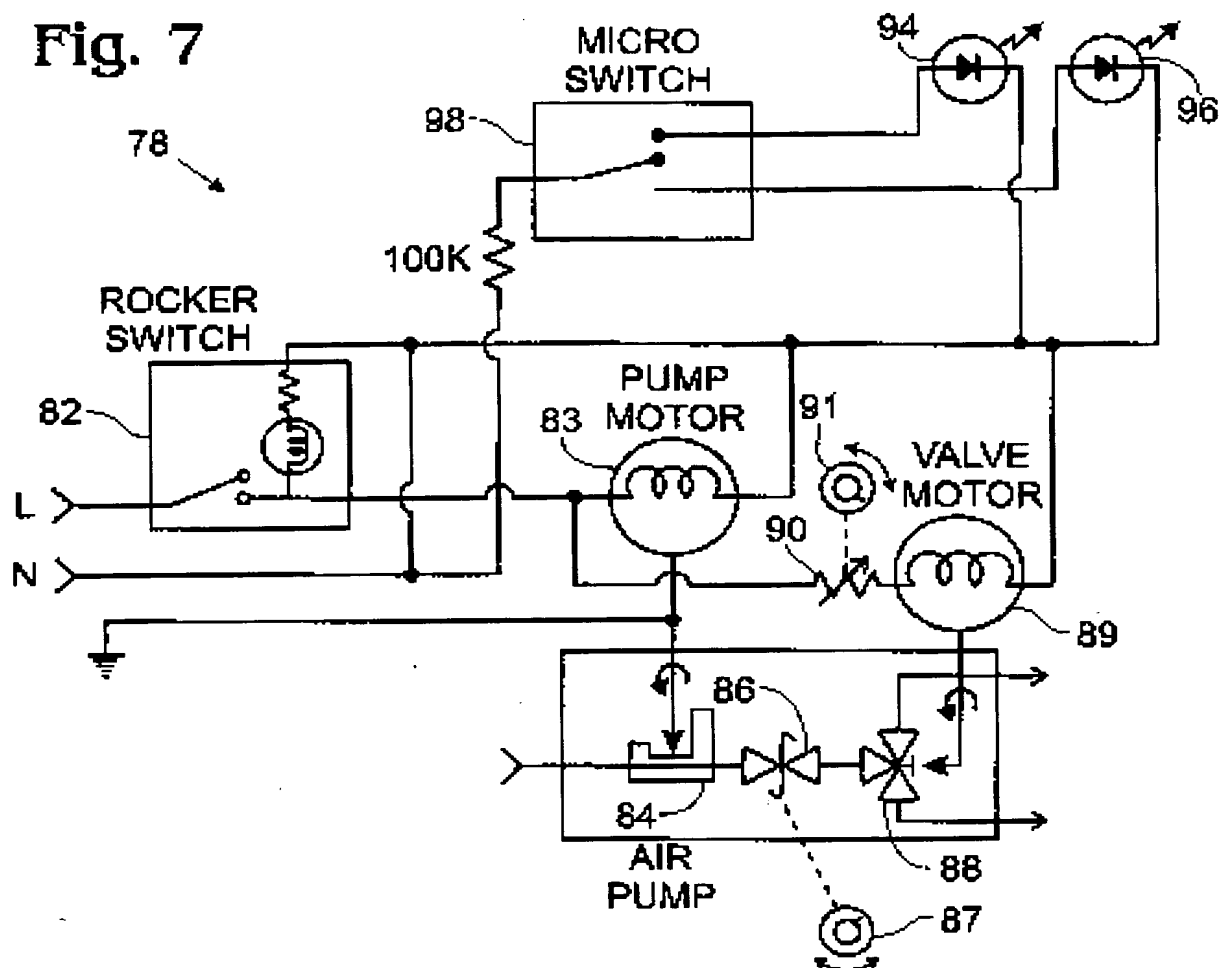 Fig. 7
MICRO
SWITCH
94
96
98
78
100K
ROCKER
SWITCH
82
PUMP
MOTOR
83
91
VALVE
MOTOR
L
90
N
89
86
84
88
AIR
PUMP
87